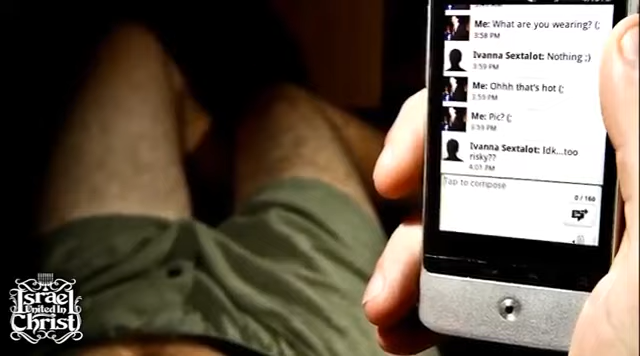 Me: What are you wearing? (;
3:58 PM
Ivanna Sextalot: Nothing :)
3:59 PM
Me: Ohhh that's hot (;
3:59 PM
Me: Pic? (;
3:59 PM
Ivanna Sextalot: Idk...too
risky??
4:01 PM
Tap to compose
0 / 160
Israel
United In
Christ